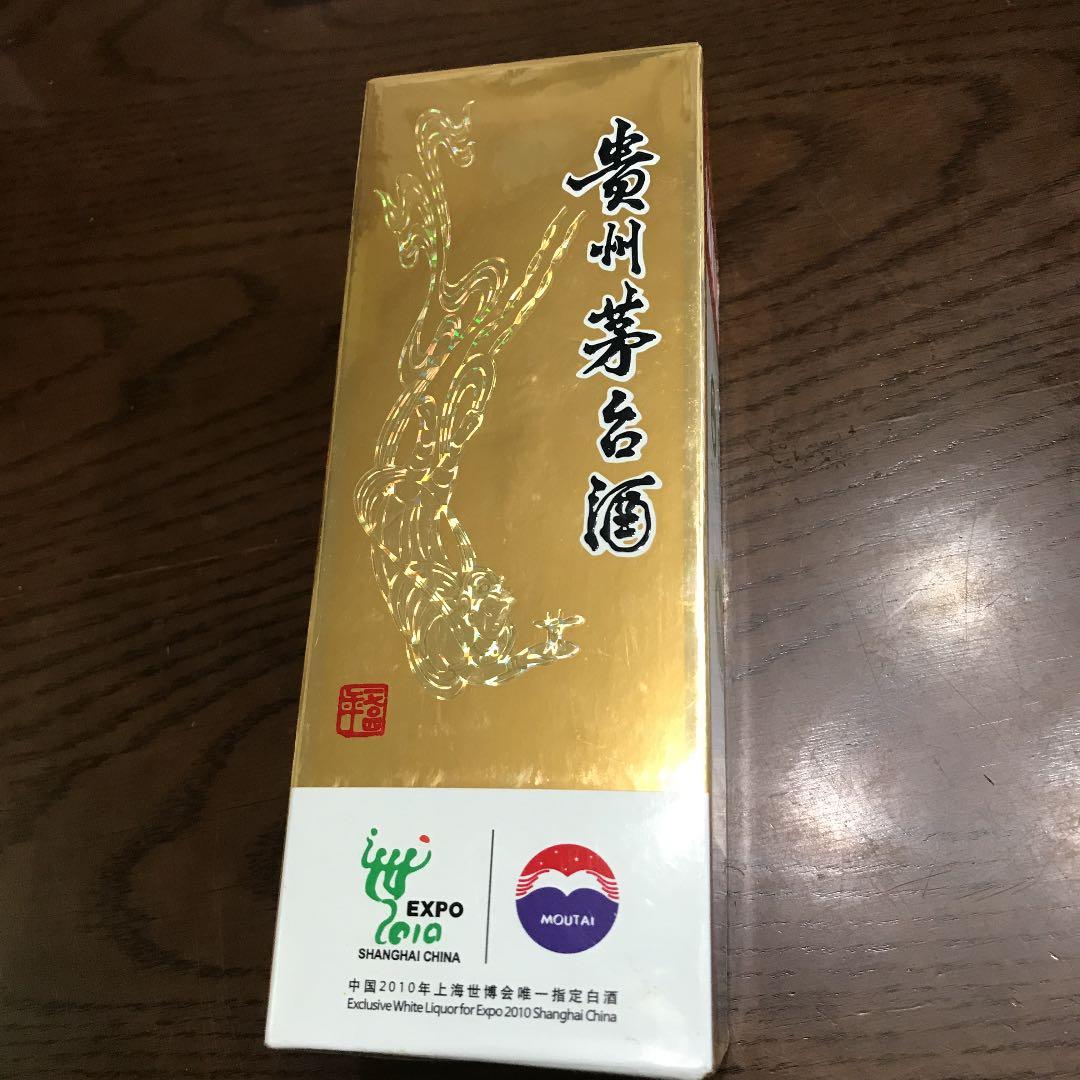 貴州茅台酒
EXPO
2010
SHANGHAI CHINA
MOUTAI
中国2010年上海世博会唯一指定白酒
Exclusive White Liquor for Expo 2010 Shanghai China